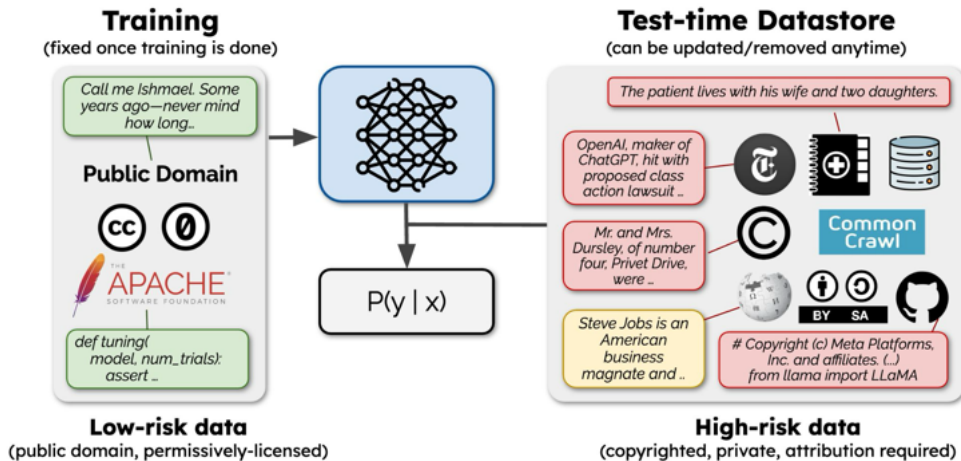 Training
(fixed once training is done)
Call me Ishmael. Some
years ago—never mind
how long...
Public Domain
cc
0
THE
APACHE®
SOFTWARE FOUNDATION
def tuning(
model, num_trials):
assert ...
Low-risk data
(public domain, permissively-licensed)
P(y | x)
Test-time Datastore
(can be updated/removed anytime)
The patient lives with his wife and two daughters.
OpenAI, maker of
ChatGPT, hit with
proposed class
action lawsuit ..
T
Mr. and Mrs.
Dursley, of number
four, Privet Drive,
were ...
C
Common
Crawl
Steve Jobs is an
American
business
magnate and ..
BY SA
# Copyright (c) Meta Platforms,
Inc. and affiliates. (...)
from llama import LLaMA
High-risk data
(copyrighted, private, attribution required)